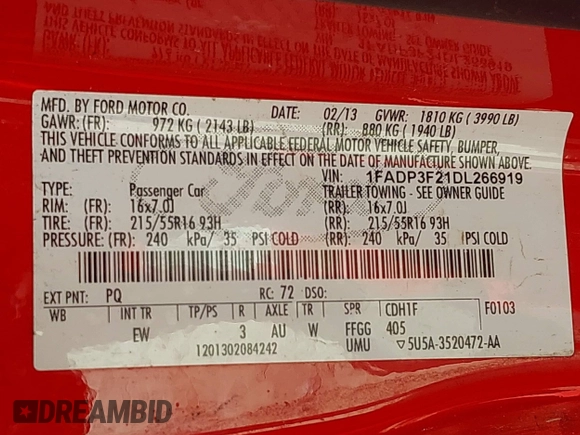 MFD. BY FORD MOTOR CO.
DATE: 02/13 GVWR: 1810 KG (3990 LB)
GAWR: (FR): 972 KG (2143 LB) (RR): 880 KG (1940 LB)
THIS VEHICLE CONFORMS TO ALL APPLICABLE FEDERAL MOTOR VEHICLE SAFETY, BUMPER,
AND THEFT PREVENTION STANDARDS IN EFFECT ON THE DATE OF MANUFACTURE SHOWN ABOVE.
VIN: 1FADP3F21DL266919
TYPE: Passenger Car TRAILER TOWING - SEE OWNER GUIDE
RIM: (FR) 16x7.0J (RR): 16x7.0J
TIRE: (FR) 215/55R16 93H (RR): 215/55R16 93H
PRESSURE: (FR) 240 kPa/ 35 PSI COLD (RR): 240 kPa/ 35 PSI COLD
EXT PNT: PQ RC: 72 DSO:
WB INT TR TP/PS R AXLE TR SPR CDH1F F0103
EW 3 AU W FFGG 405
1201302084242 UMU ▽5U5A-3520472-AA
DREAMBID